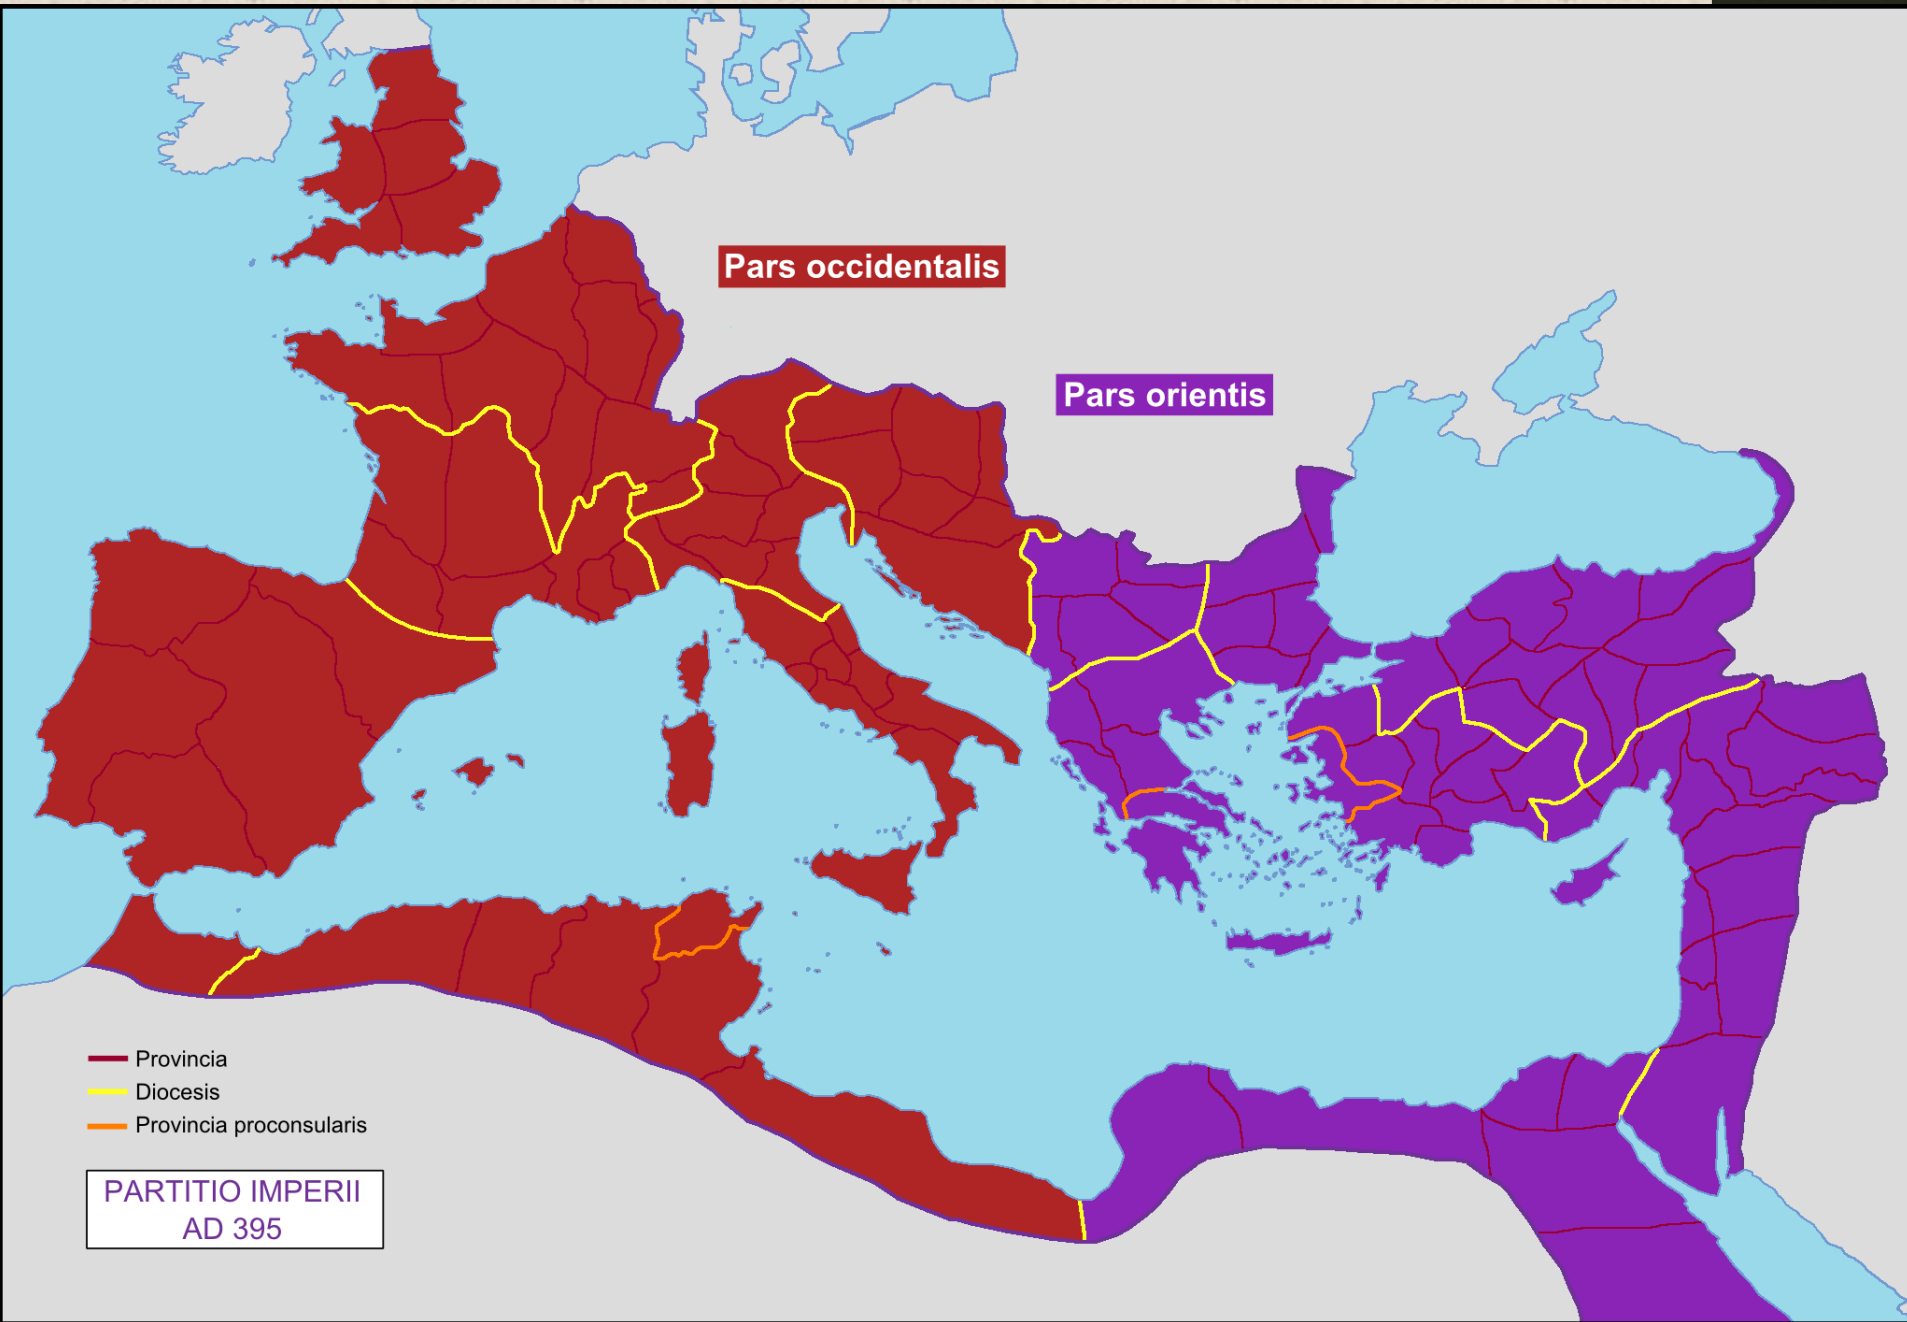 Pars occidentalis
Pars orientis
Provincia
Diocesis
Provincia proconsularis
PARTITIO IMPERII
AD 395